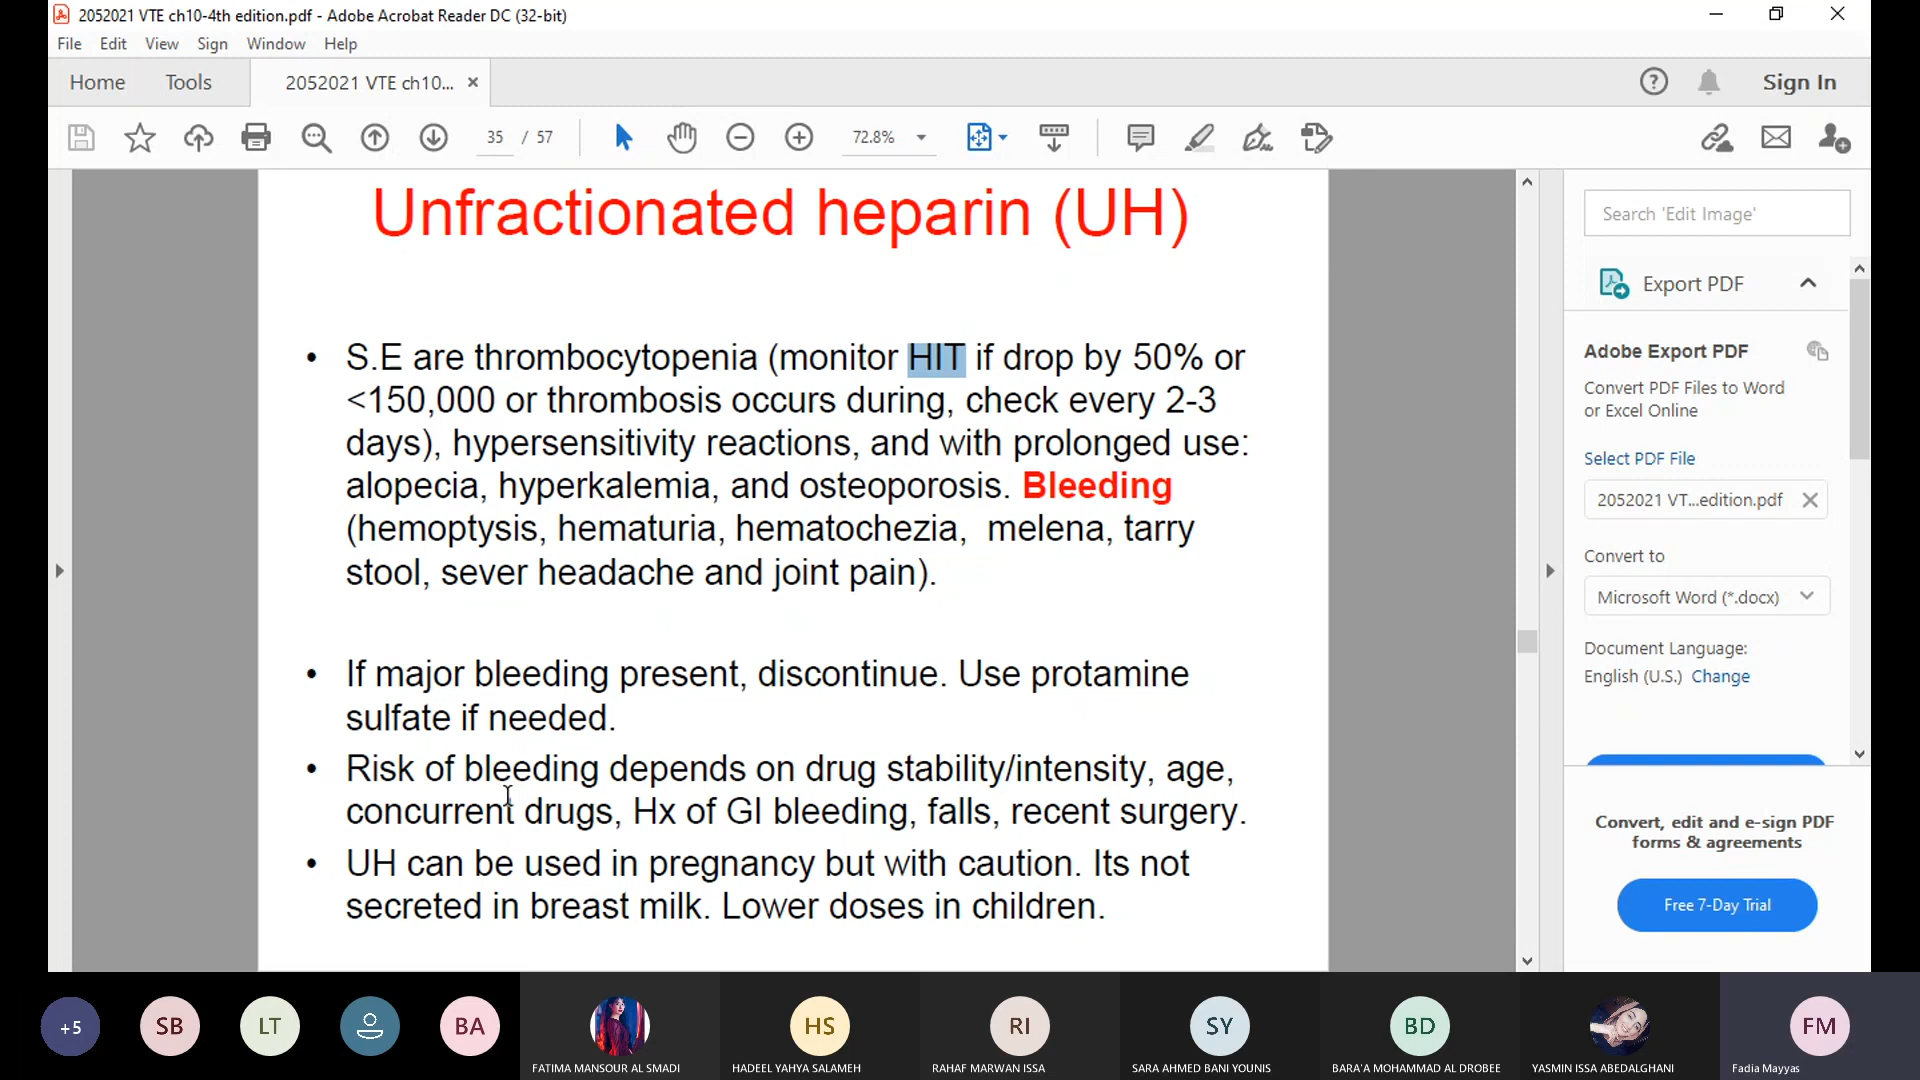 2052021 VTE ch10-4th edition.pdf - Adobe Acrobat Reader DC (32-bit)
File Edit View Sign Window Help
Home Tools 2052021 VTE ch10... × Sign In
35 / 57 72.8%
Unfractionated heparin (UH)
• S.E are thrombocytopenia (monitor HIT if drop by 50% or
<150,000 or thrombosis occurs during, check every 2-3
days), hypersensitivity reactions, and with prolonged use:
alopecia, hyperkalemia, and osteoporosis. Bleeding
(hemoptysis, hematuria, hematochezia, melena, tarry
stool, sever headache and joint pain).
• If major bleeding present, discontinue. Use protamine
sulfate if needed.
• Risk of bleeding depends on drug stability/intensity, age,
concurrent drugs, Hx of GI bleeding, falls, recent surgery.
• UH can be used in pregnancy but with caution. Its not
secreted in breast milk. Lower doses in children.
Search 'Edit Image'
Export PDF
Adobe Export PDF
Convert PDF Files to Word
or Excel Online
Select PDF File
2052021 VT...edition.pdf
Convert to
Microsoft Word (*.docx)
Document Language:
English (U.S.) Change
Convert, edit and e-sign PDF
forms & agreements
Free 7-Day Trial
+5 SB LT BA HS RI SY BD FM
FATIMA MANSOUR AL SMADI HADEEL YAHYA SALAMEH RAHAF MARWAN ISSA SARA AHMED BANI YOUNIS BARA'A MOHAMMAD AL DROBEE YASMIN ISSA ABEDALGHANI Fadia Mayyas